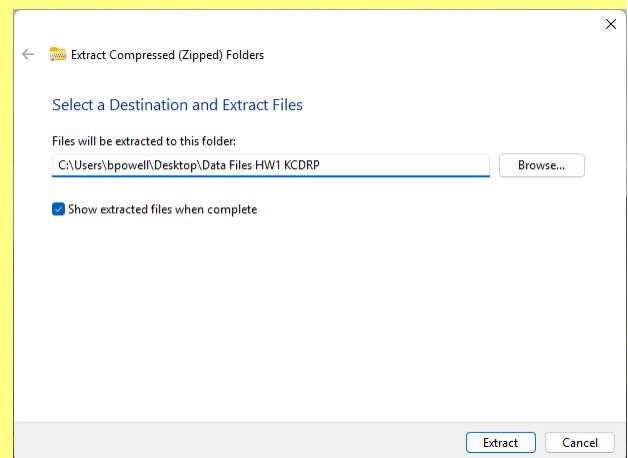 Extract Compressed (Zipped) Folders
Select a Destination and Extract Files
Files will be extracted to this folder:
C:\Users\bpowell\Desktop\Data Files HW1 KCDRP
Browse...
Show extracted files when complete
Extract
Cancel